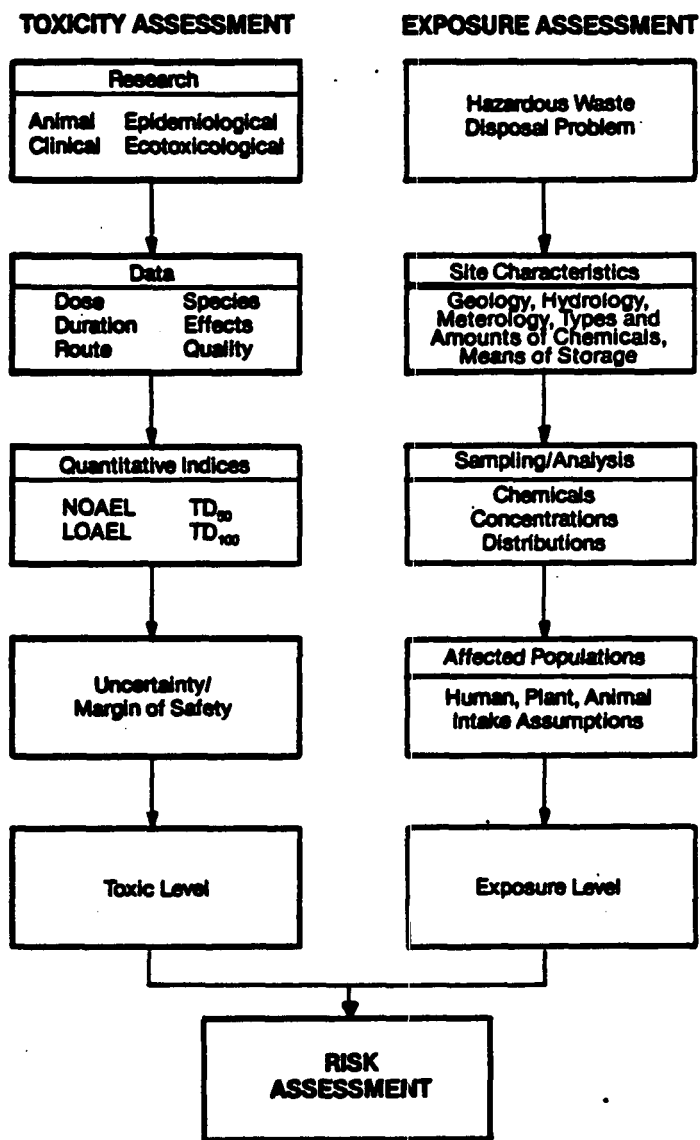 TOXICITY ASSESSMENT
Research
Animal Epidemiological
Clinical Ecotoxicological
Data
Dose Species
Duration Effects
Route Quality
Quantitative Indices
NOAEL TD₅₀
LOAEL TD₁₀₀
Uncertainty/
Margin of Safety
Toxic Level
EXPOSURE ASSESSMENT
Hazardous Waste
Disposal Problem
Site Characteristics
Geology, Hydrology,
Meterology, Types and
Amounts of Chemicals,
Means of Storage
Sampling/Analysis
Chemicals
Concentrations
Distributions
Affected Populations
Human, Plant, Animal
Intake Assumptions
Exposure Level
RISK
ASSESSMENT